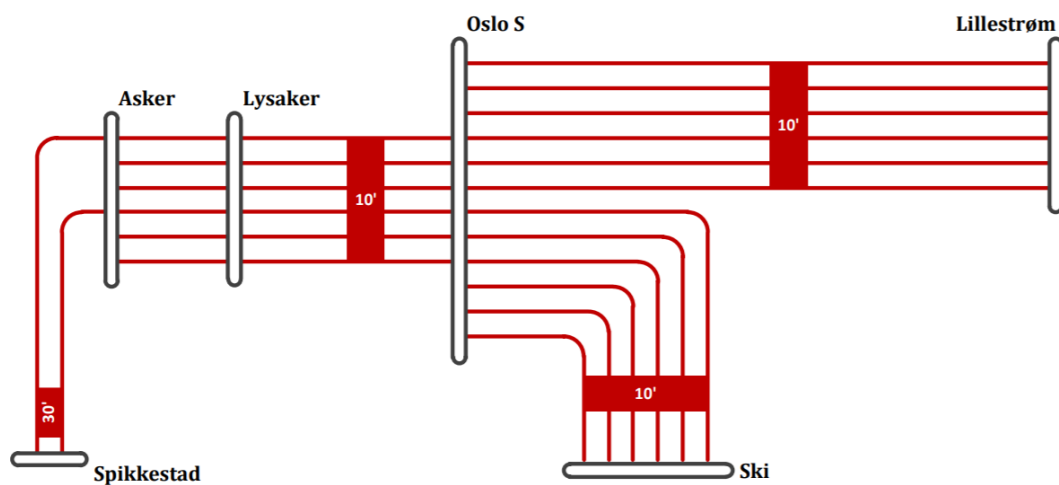 Oslo S
Lillestrøm
Asker
Lysaker
10'
10'
10'
30'
Spikkestad
Ski